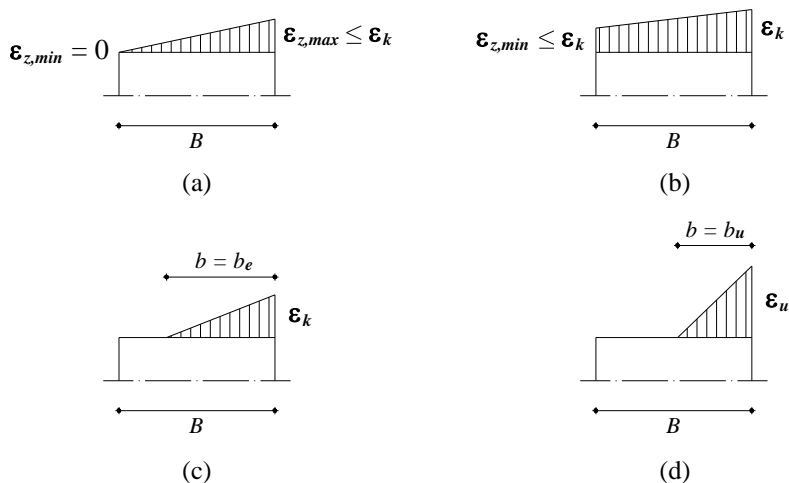 ε_z,min = 0
ε_z,max ≤ ε_k
B
(a)
ε_z,min ≤ ε_k
ε_k
B
(b)
b = b_e
ε_k
B
(c)
b = b_u
ε_u
B
(d)